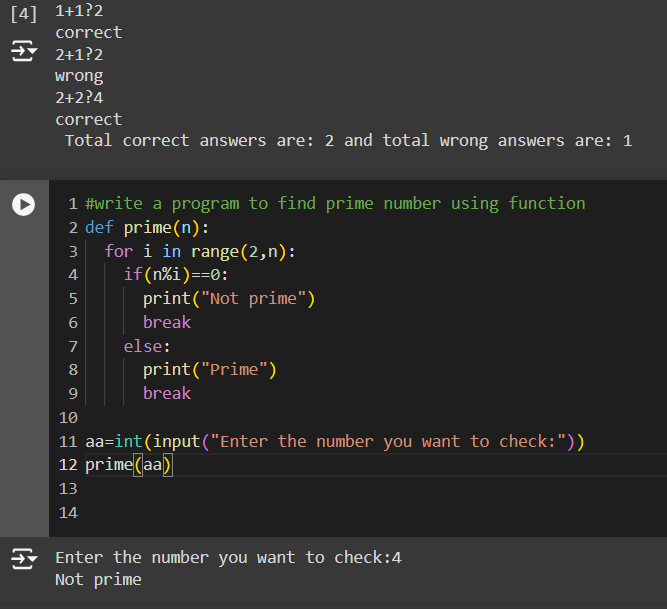 [4] 1+1?2
correct
2+1?2
wrong
2+2?4
correct
 Total correct answers are: 2 and total wrong answers are: 1
1 #write a program to find prime number using function
2 def prime(n):
3   for i in range(2,n):
4     if(n%i)==0:
5       print("Not prime")
6       break
7     else:
8       print("Prime")
9       break
10
11 aa=int(input("Enter the number you want to check:"))
12 prime(aa)
13
14
Enter the number you want to check:4
Not prime